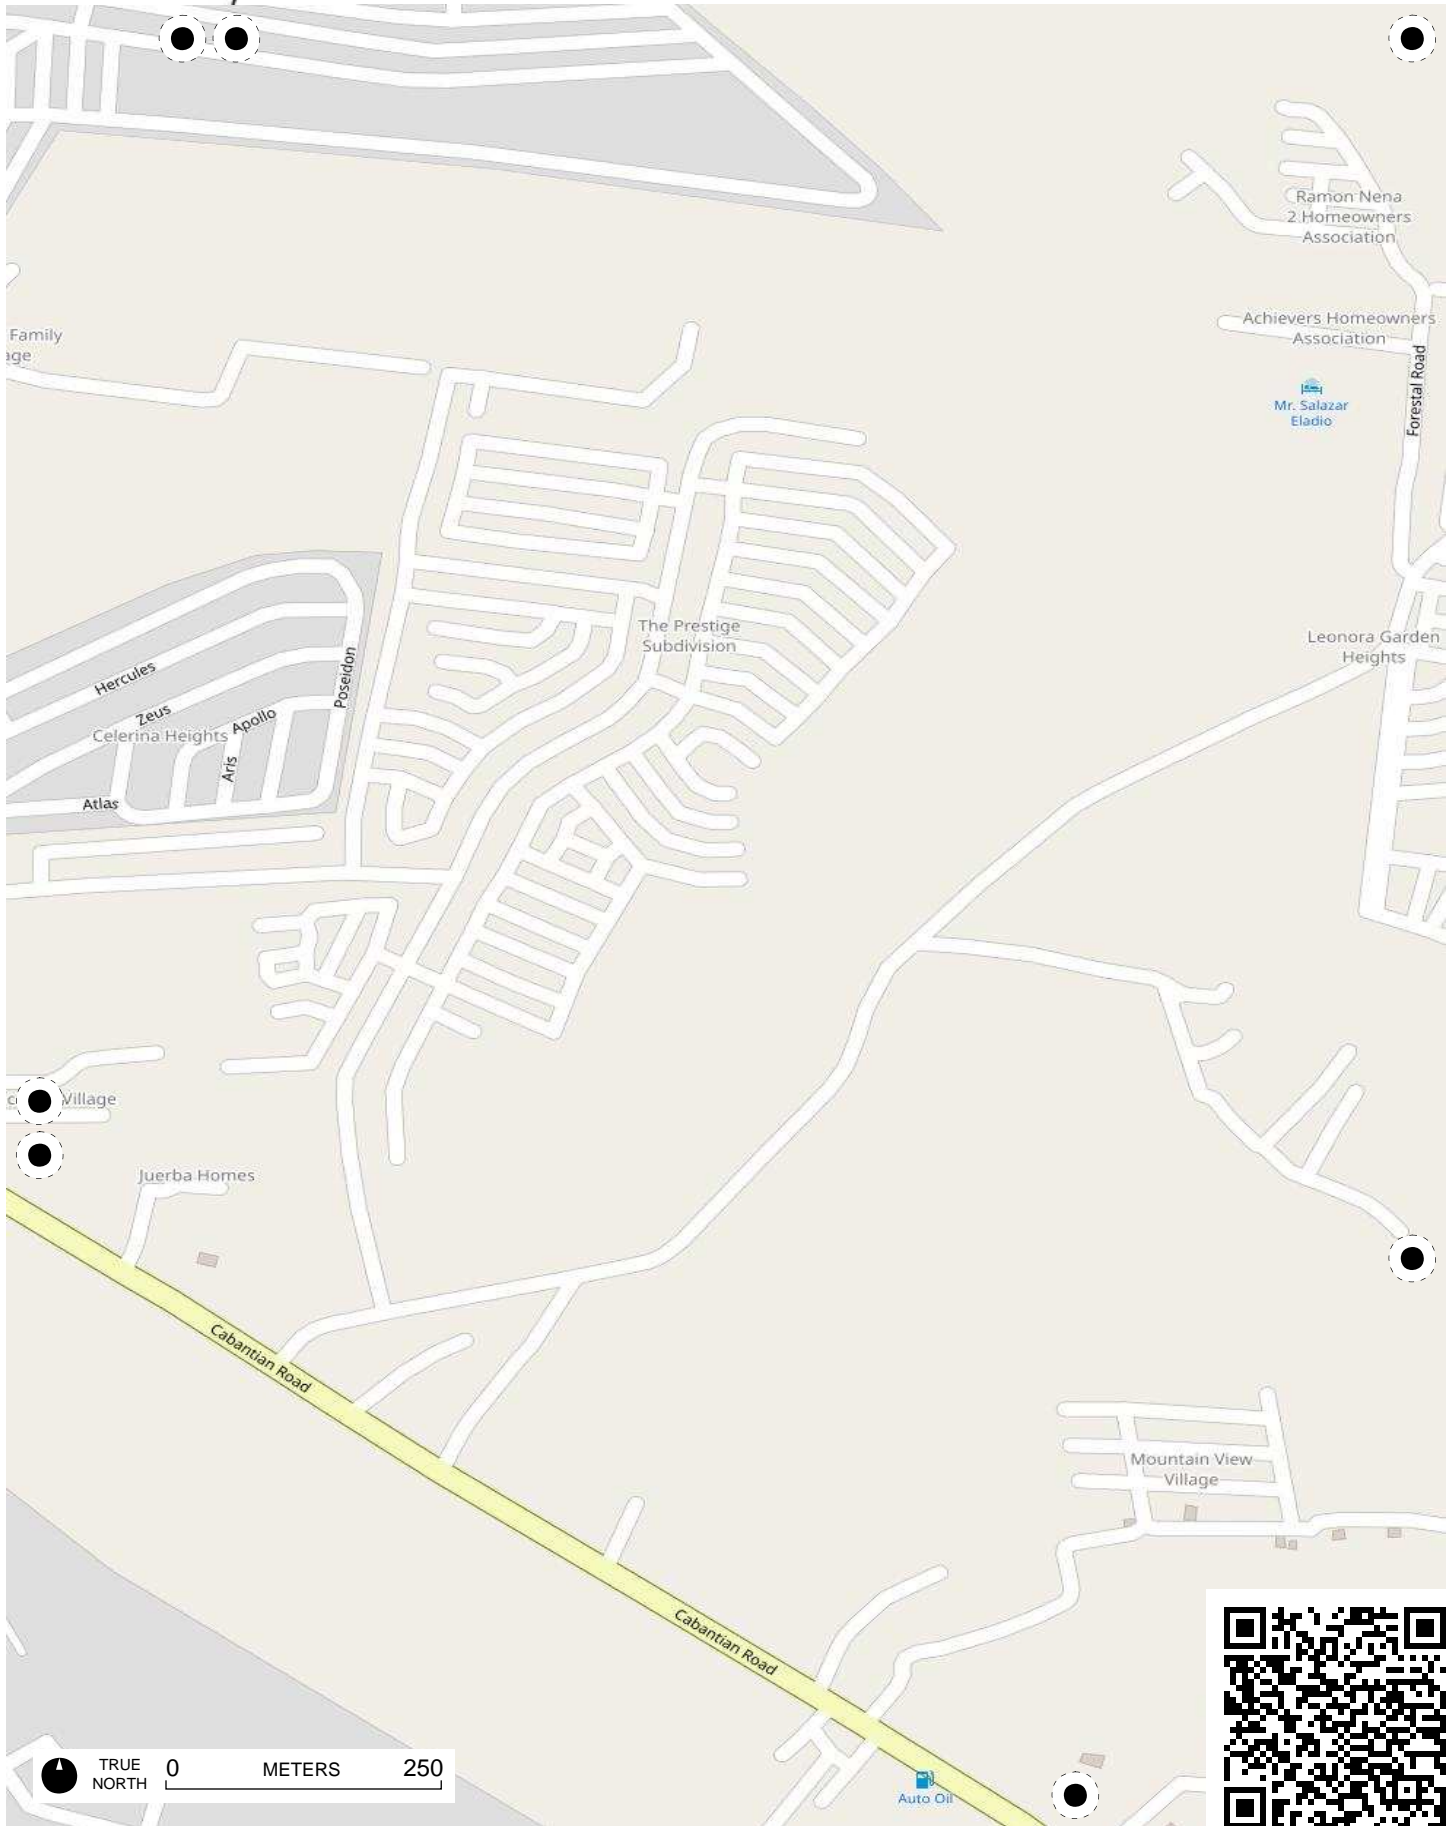 Ramon Nena
2 Homeowners
Association
Achievers Homeowners
Association
Family
Forestal Road
Mr. Salazar
Eladio
The Prestige
Subdivision
Leonora Garden
Heights
Hercules
Poseidon
Zeus
Apollo
Celerina Heights
Aris
Atlas
Village
Juerba Homes
Cabantian Road
Mountain View
Village
Cabantian Road
TRUE
NORTH
0 METERS 250
Auto Oil